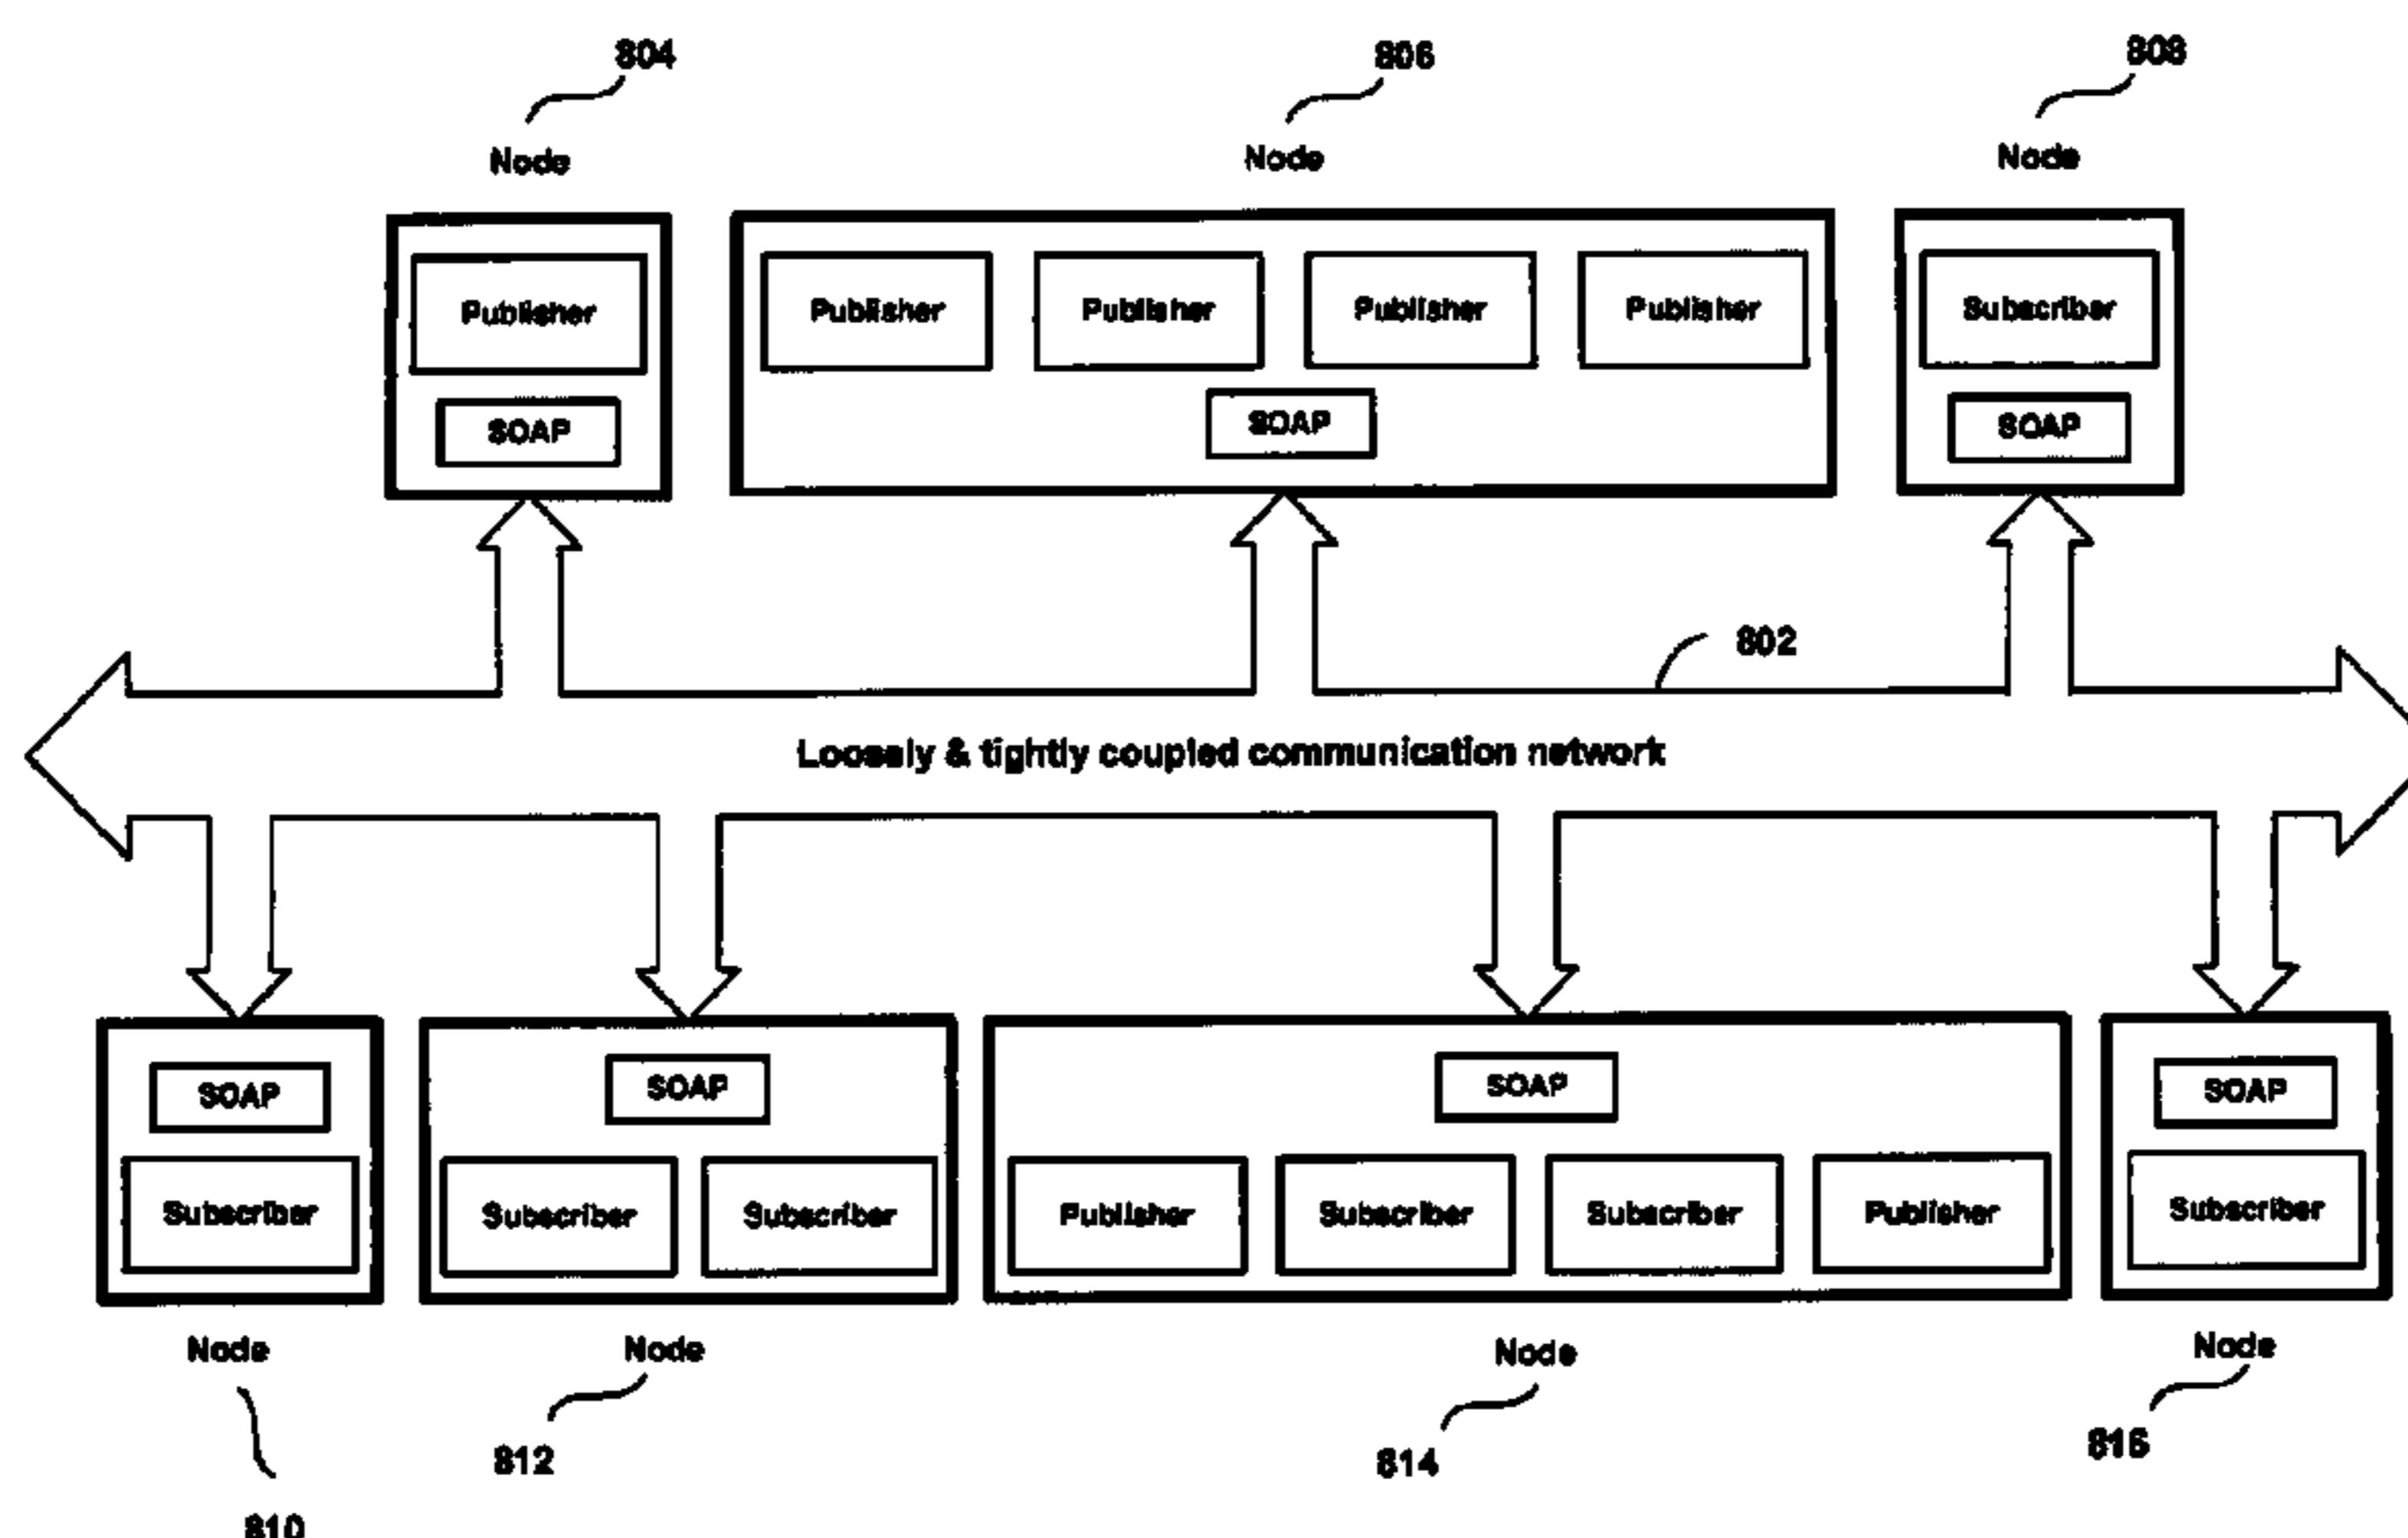 804 806 808
Node Node Node
Publisher Publisher Publisher Publisher Publisher Subscriber
SOAP SOAP SOAP
802
Loosely & tightly coupled communication network
SOAP SOAP SOAP SOAP
Subscriber Subscriber Subscriber Publisher Subscriber Subscriber Publisher Subscriber
Node Node Node Node
812 814 816
810